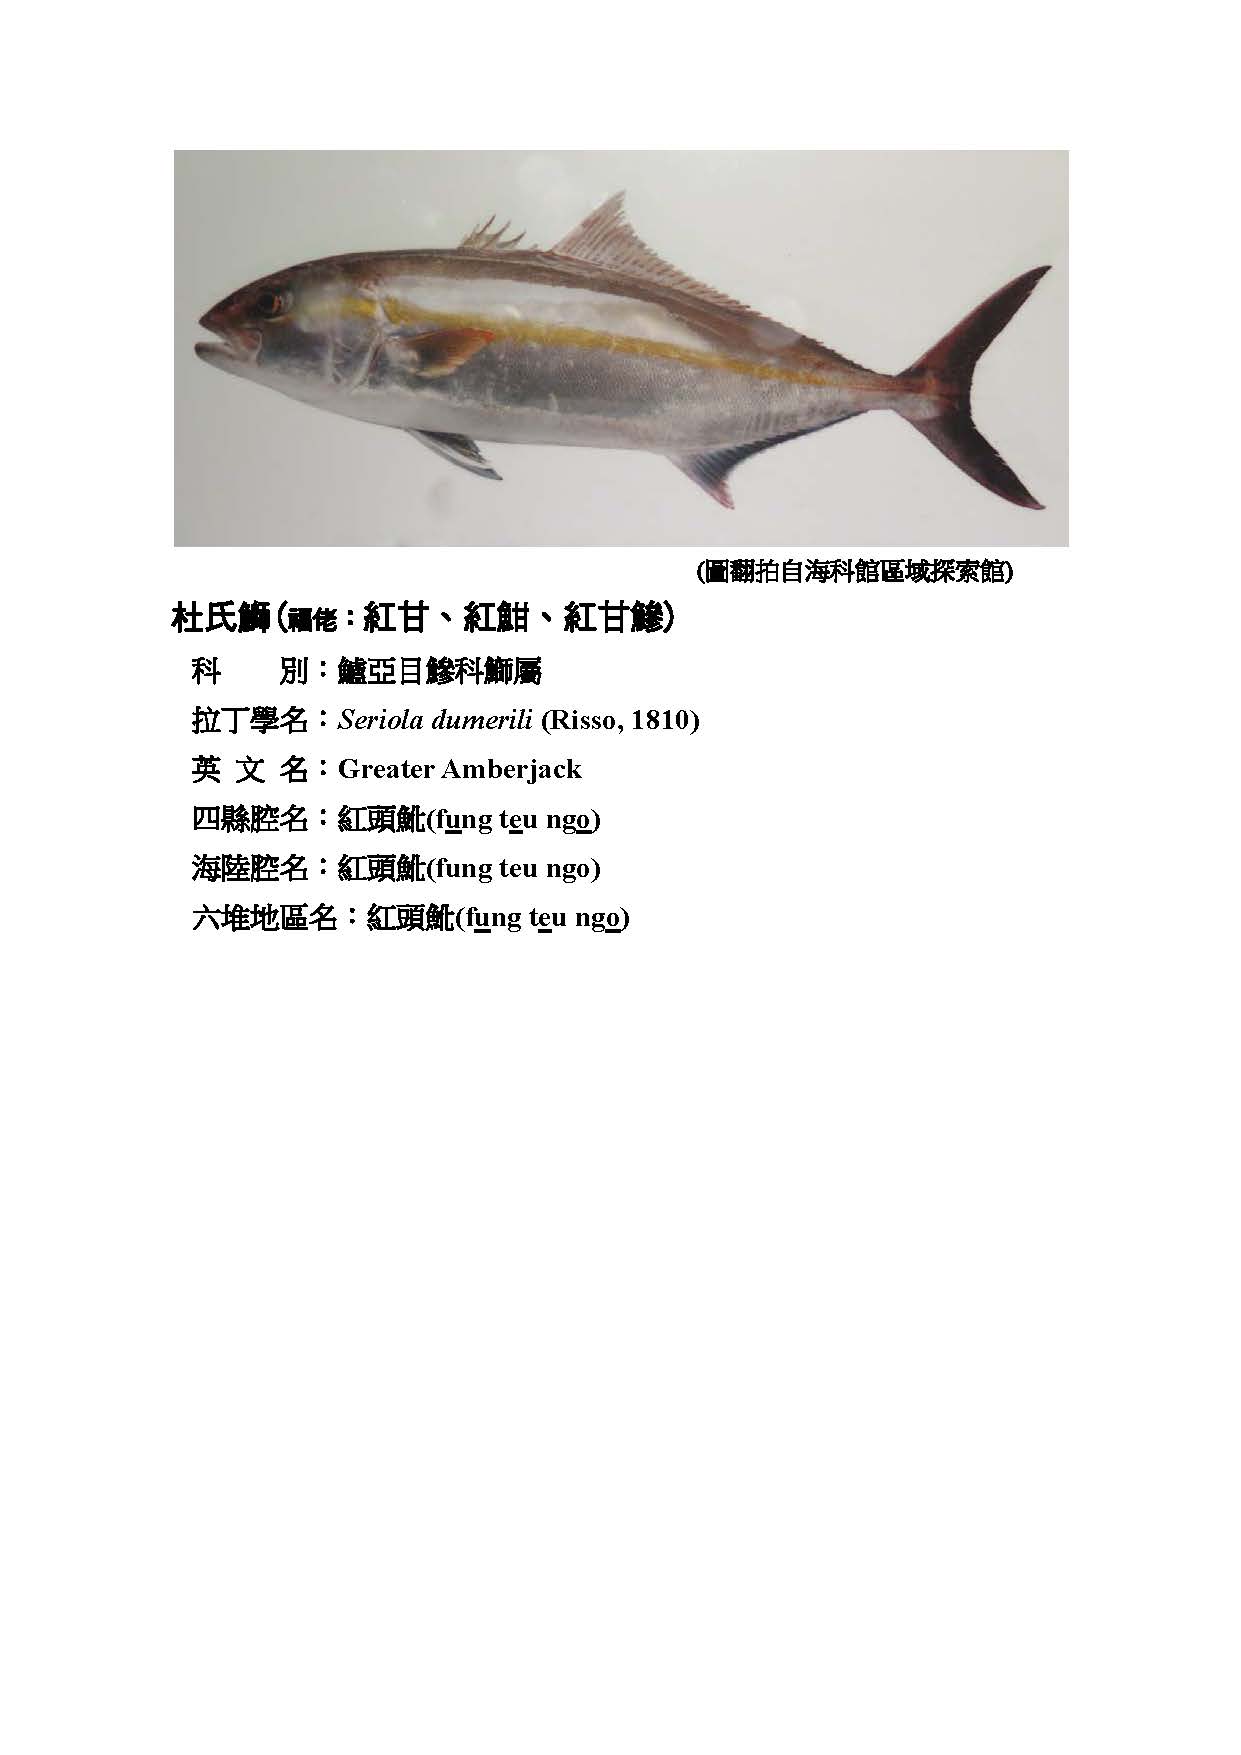 (圖翻拍自海科館區域探索館)
杜氏鰤(福佬：紅甘、紅魽、紅甘鰺)
科　　別：鱸亞目鰺科鰤屬
拉丁學名：Seriola dumerili (Risso, 1810)
英 文 名：Greater Amberjack
四縣腔名：紅頭魤(fung teu ngo)
海陸腔名：紅頭魤(fung teu ngo)
六堆地區名：紅頭魤(fung teu ngo)